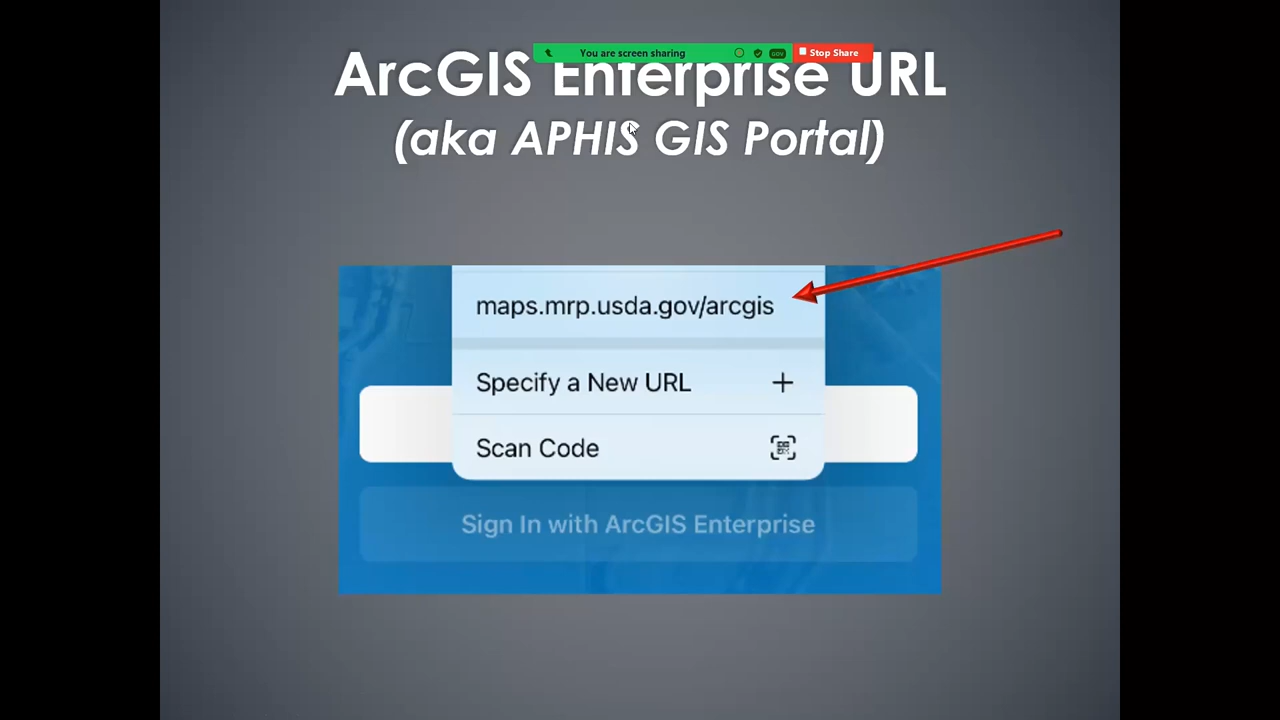 You are screen sharing
GOV
Stop Share
ArcGIS Enterprise URL
(aka APHIS GIS Portal)
maps.mrp.usda.gov/arcgis
Specify a New URL
Scan Code
Sign In with ArcGIS Enterprise